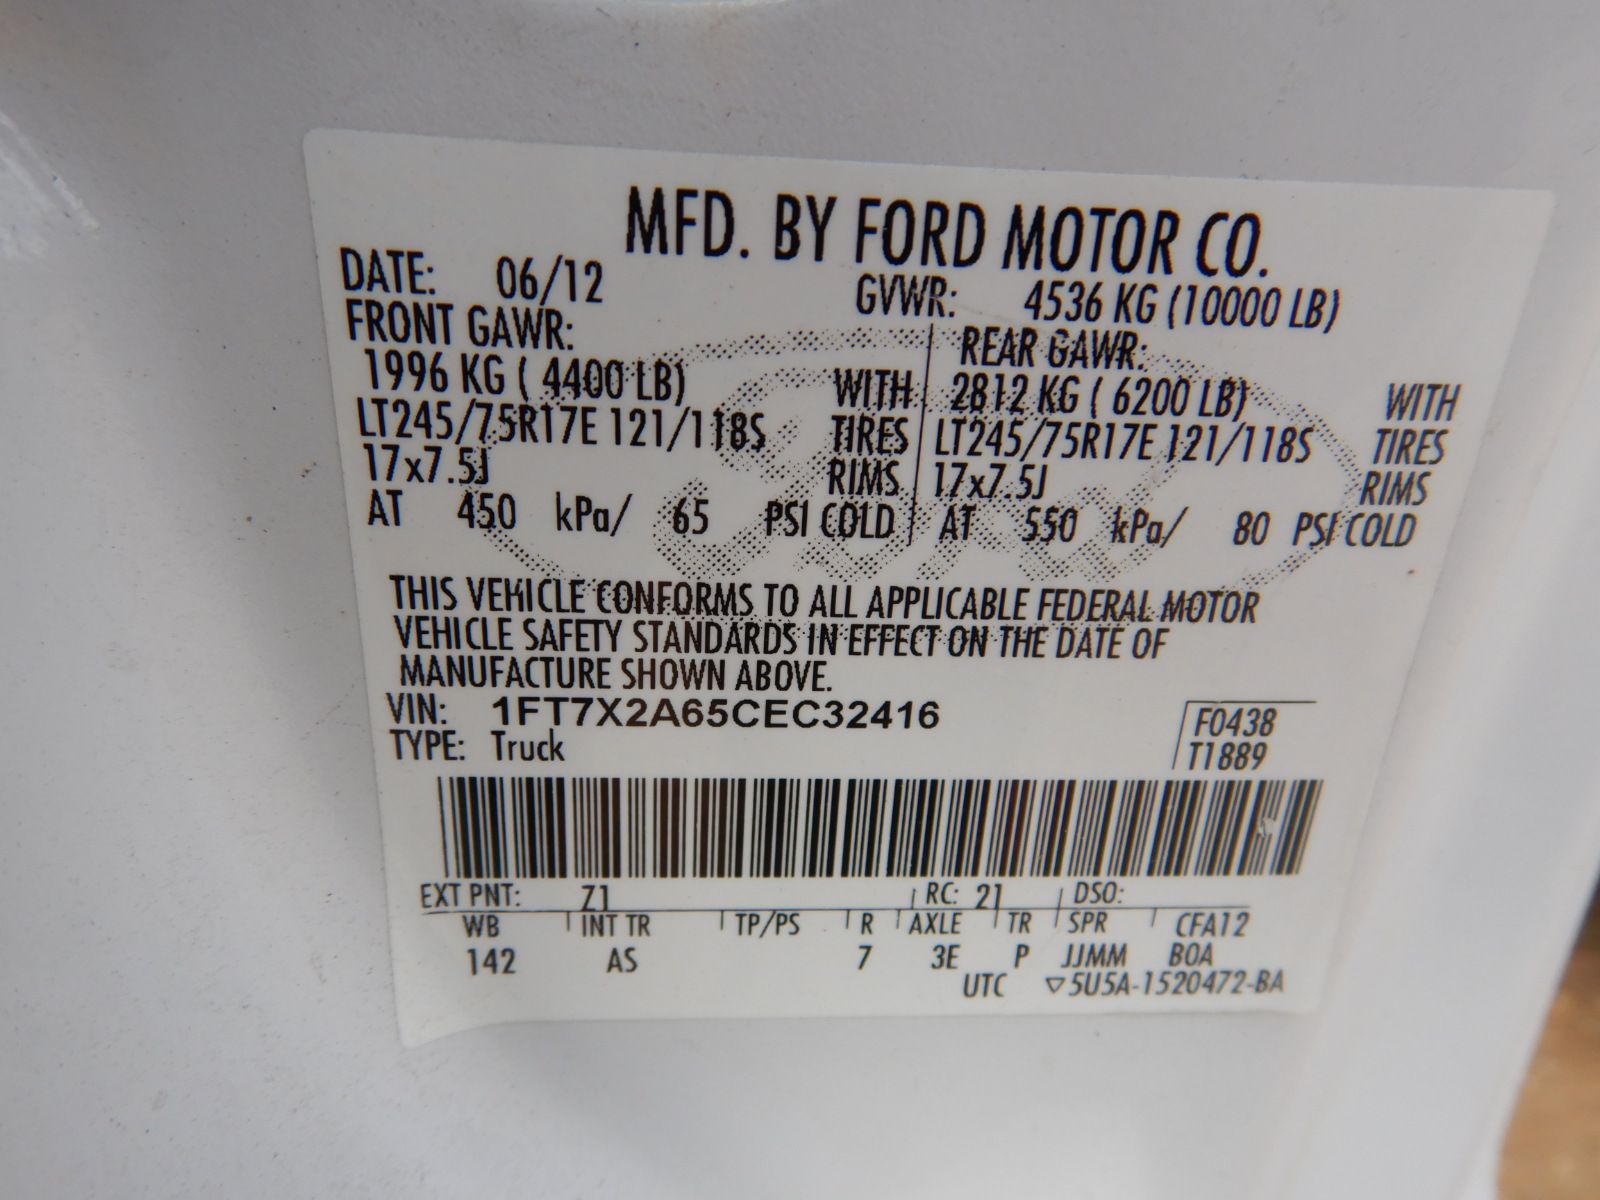 MFD. BY FORD MOTOR CO.
DATE: 06/12 GVWR: 4536 KG (10000 LB)
FRONT GAWR: REAR GAWR:
1996 KG ( 4400 LB) WITH 2812 KG ( 6200 LB) WITH
LT245/75R17E 121/118S TIRES LT245/75R17E 121/118S TIRES
17x7.5J RIMS 17x7.5J RIMS
AT 450 kPa/ 65 PSI COLD AT 550 kPa/ 80 PSI COLD
THIS VEHICLE CONFORMS TO ALL APPLICABLE FEDERAL MOTOR
VEHICLE SAFETY STANDARDS IN EFFECT ON THE DATE OF
MANUFACTURE SHOWN ABOVE.
VIN: 1FT7X2A65CEC32416 F0438
TYPE: Truck T1889
EXT PNT: Z1 RC: 21 DSO:
WB INT TR TP/PS R AXLE TR SPR CFA12
142 AS 7 3E P JJMM BOA
UTC ▽5U5A-1520472-BA